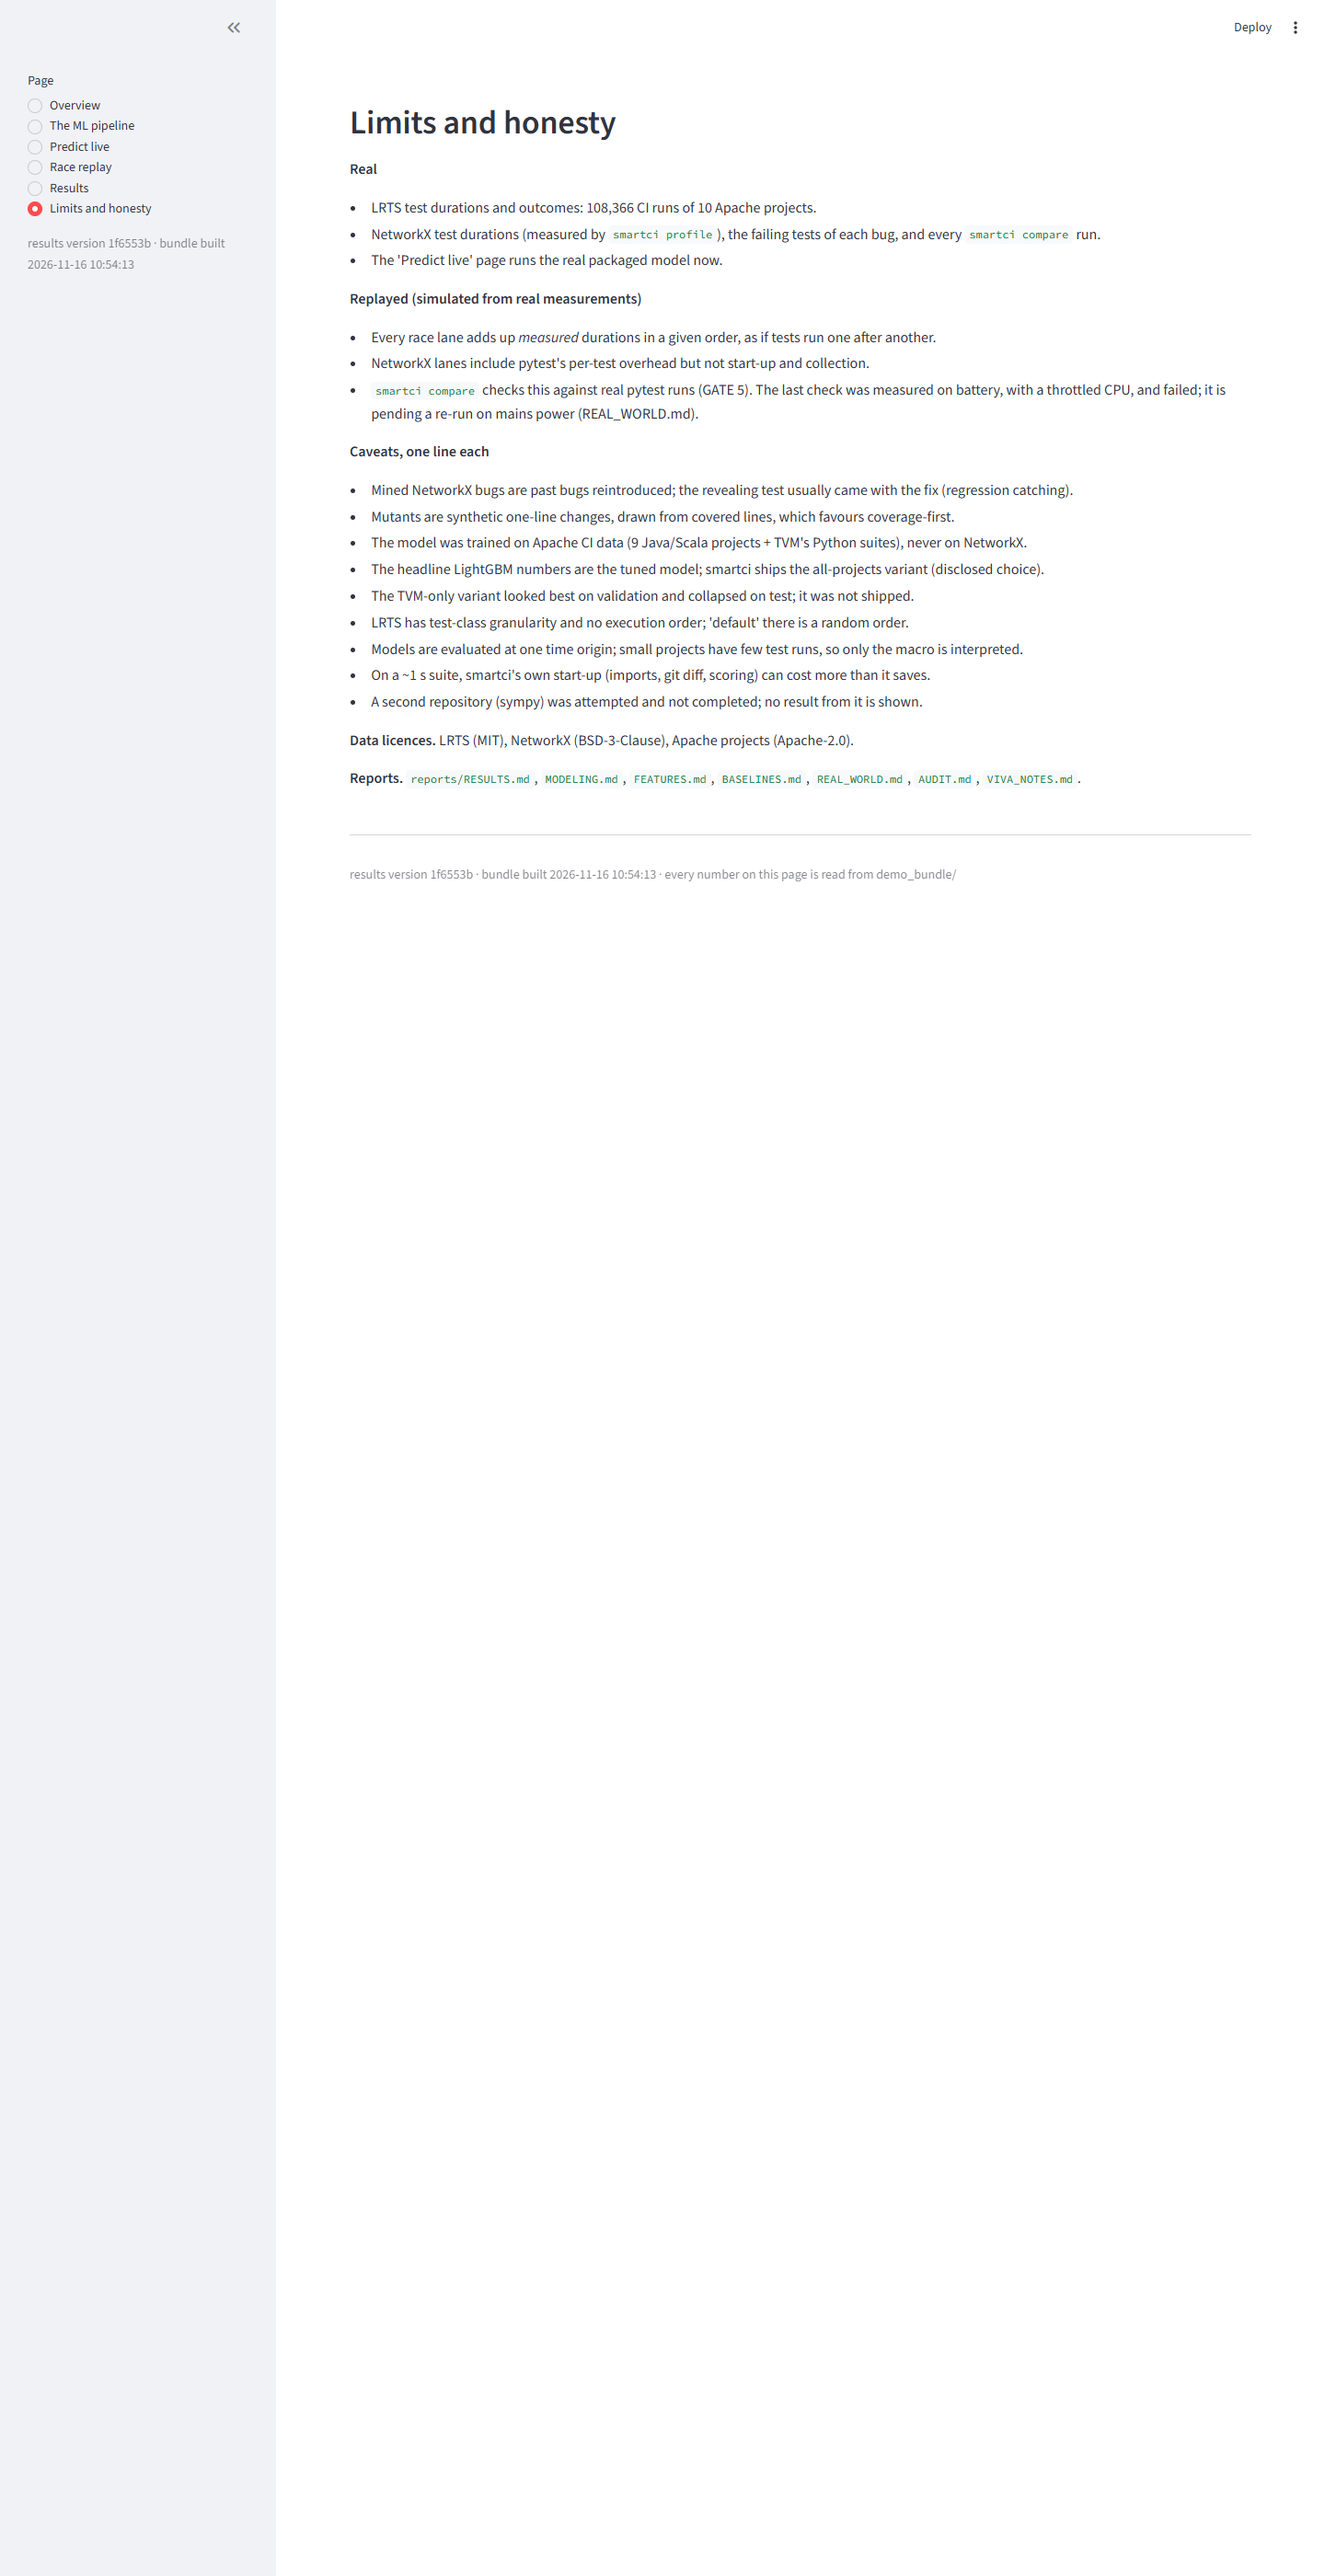 Deploy
Page
Overview
The ML pipeline
Predict live
Race replay
Results
Limits and honesty
results version 1f6553b · bundle built
2026-11-16 10:54:13
Limits and honesty
Real
• LRTS test durations and outcomes: 108,366 CI runs of 10 Apache projects.
• NetworkX test durations (measured by smartci profile ), the failing tests of each bug, and every smartci compare run.
• The 'Predict live' page runs the real packaged model now.
Replayed (simulated from real measurements)
• Every race lane adds up measured durations in a given order, as if tests run one after another.
• NetworkX lanes include pytest's per-test overhead but not start-up and collection.
• smartci compare checks this against real pytest runs (GATE 5). The last check was measured on battery, with a throttled CPU, and failed; it is
pending a re-run on mains power (REAL_WORLD.md).
Caveats, one line each
• Mined NetworkX bugs are past bugs reintroduced; the revealing test usually came with the fix (regression catching).
• Mutants are synthetic one-line changes, drawn from covered lines, which favours coverage-first.
• The model was trained on Apache CI data (9 Java/Scala projects + TVM's Python suites), never on NetworkX.
• The headline LightGBM numbers are the tuned model; smartci ships the all-projects variant (disclosed choice).
• The TVM-only variant looked best on validation and collapsed on test; it was not shipped.
• LRTS has test-class granularity and no execution order; 'default' there is a random order.
• Models are evaluated at one time origin; small projects have few test runs, so only the macro is interpreted.
• On a ~1 s suite, smartci's own start-up (imports, git diff, scoring) can cost more than it saves.
• A second repository (sympy) was attempted and not completed; no result from it is shown.
Data licences. LRTS (MIT), NetworkX (BSD-3-Clause), Apache projects (Apache-2.0).
Reports. reports/RESULTS.md , MODELING.md , FEATURES.md , BASELINES.md , REAL_WORLD.md , AUDIT.md , VIVA_NOTES.md .
results version 1f6553b · bundle built 2026-11-16 10:54:13 · every number on this page is read from demo_bundle/